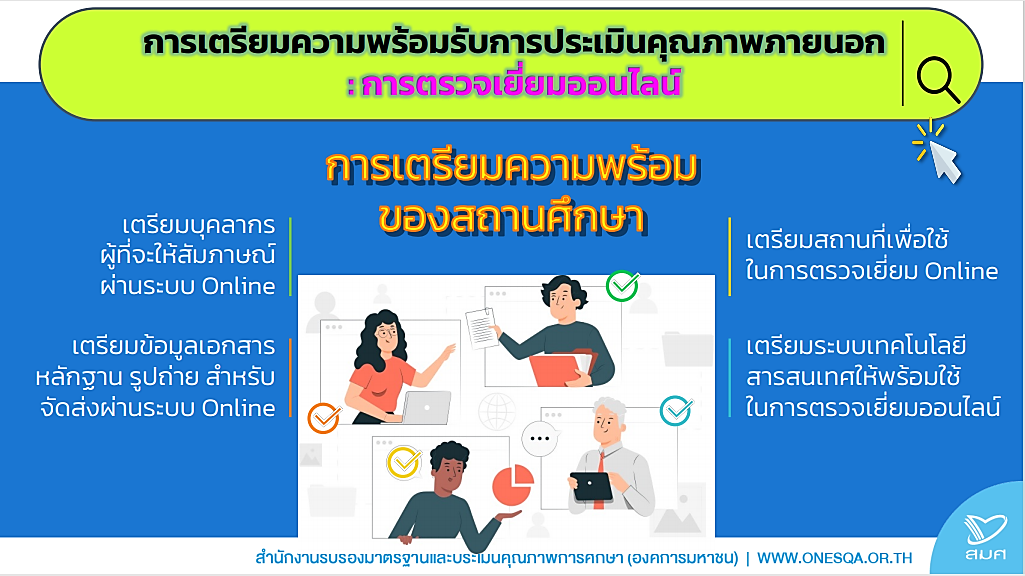 การเตรียมความพร้อมรับการประเมินคุณภาพภายนอก
: การตรวจเยี่ยมออนไลน์
การเตรียมความพร้อม
ของสถานศึกษา
เตรียมบุคลากร
ผู้ที่จะให้สัมภาษณ์
ผ่านระบบ Online
เตรียมข้อมูลเอกสาร
หลักฐาน รูปถ่าย สำหรับ
จัดส่งผ่านระบบ Online
เตรียมสถานที่เพื่อใช้
ในการตรวจเยี่ยม Online
เตรียมระบบเทคโนโลยี
สารสนเทศให้พร้อมใช้
ในการตรวจเยี่ยมออนไลน์
สำนักงานรับรองมาตรฐานและประเมินคุณภาพการศึกษา (องค์การมหาชน) | WWW.ONESQA.OR.TH
สมศ